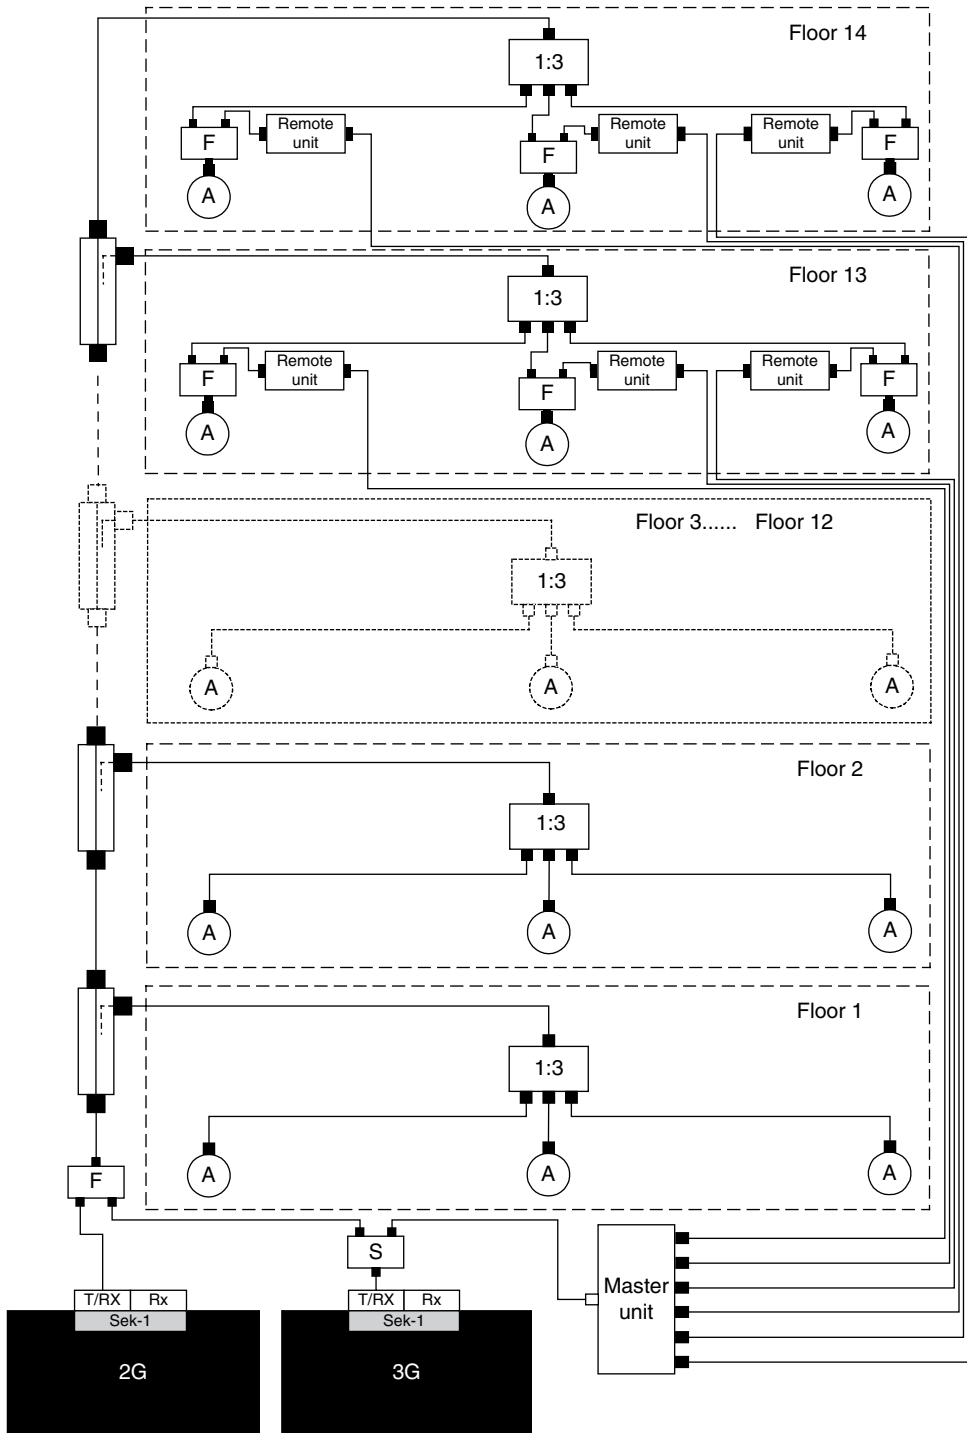 Floor 14
1:3
Remote unit
Remote unit
Remote unit
F
F
F
A
A
A
Floor 13
1:3
Remote unit
Remote unit
Remote unit
F
F
F
A
A
A
Floor 3...... Floor 12
1:3
A
A
A
Floor 2
1:3
A
A
A
Floor 1
1:3
A
A
A
F
S
T/RX Rx
Sek-1
2G
T/RX Rx
Sek-1
3G
Master unit